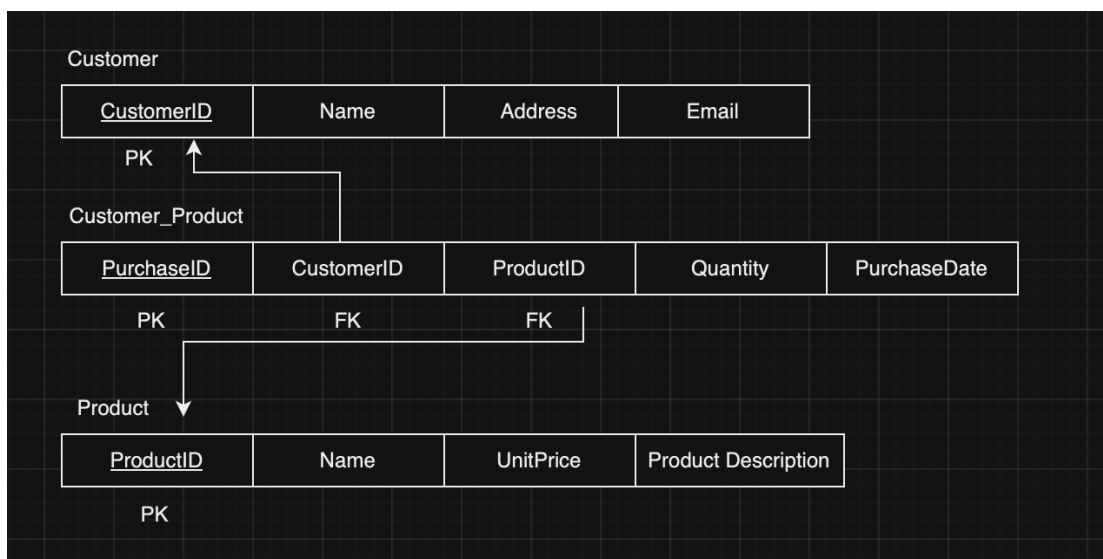 Customer
CustomerID Name Address Email
PK
Customer_Product
PurchaseID CustomerID ProductID Quantity PurchaseDate
PK FK FK
Product
ProductID Name UnitPrice Product Description
PK